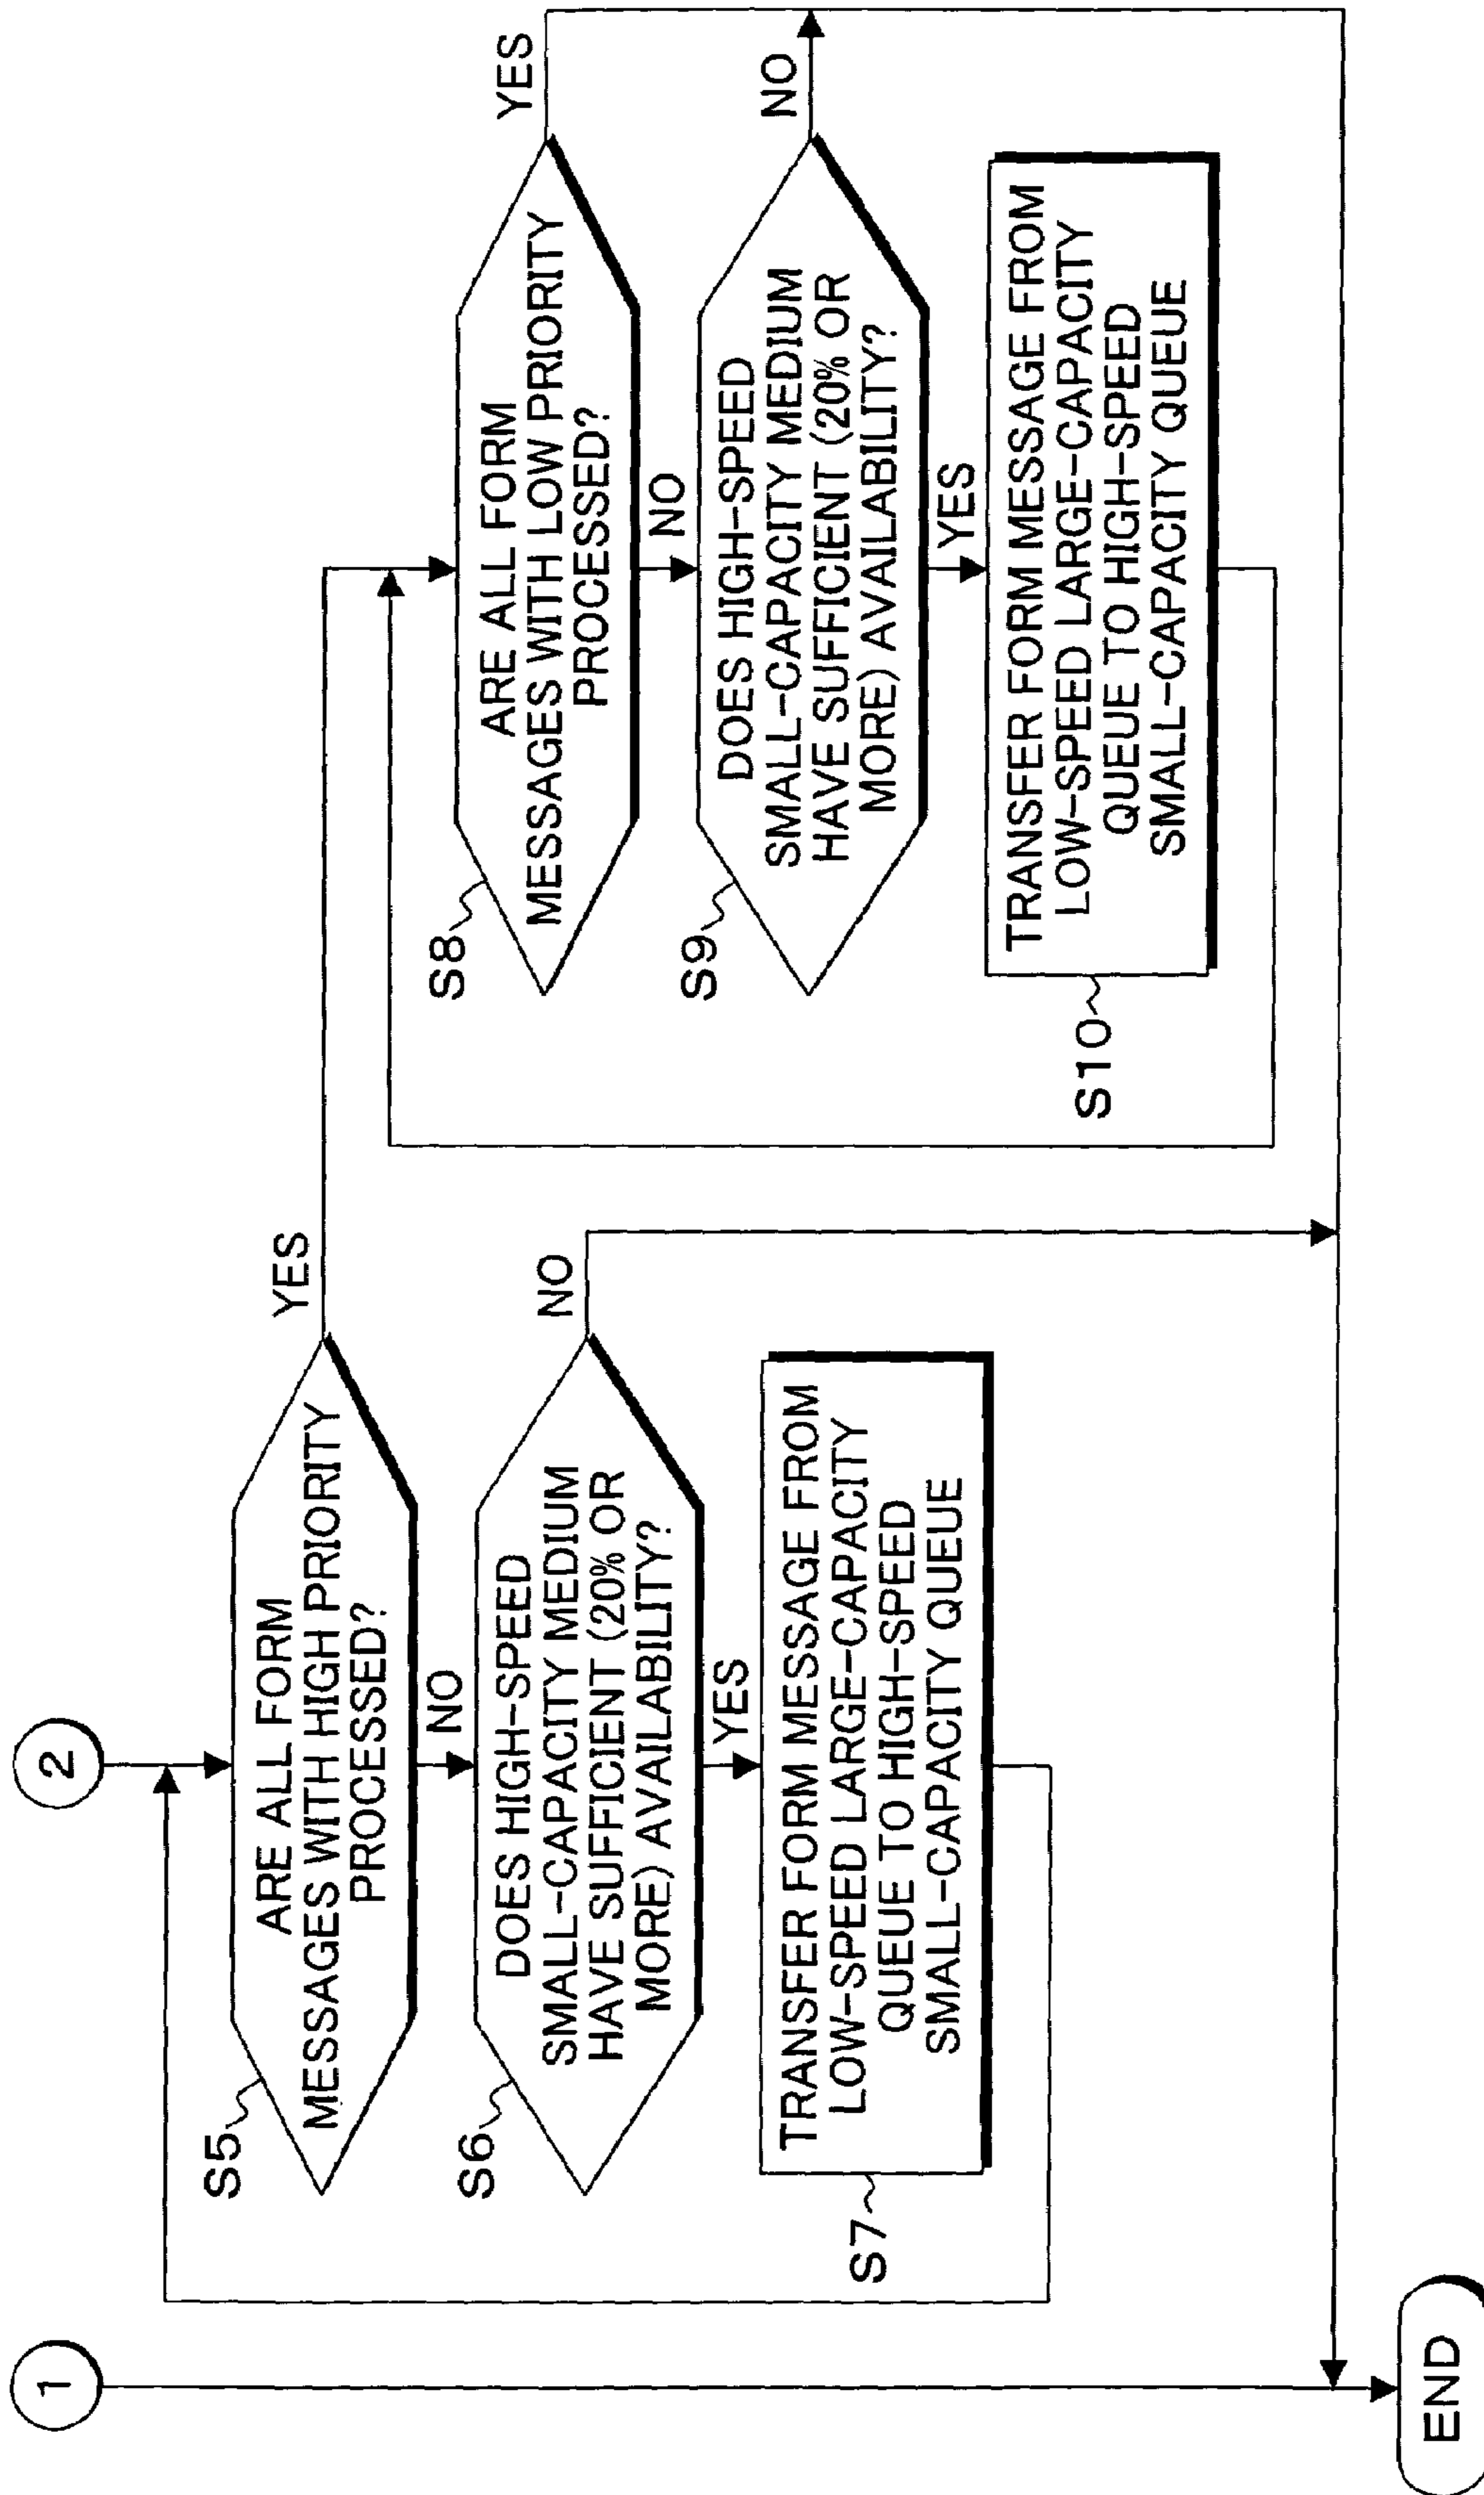 1
2
S5
ARE ALL FORM
MESSAGES WITH HIGH PRIORITY
PROCESSED?
YES
NO
S6
DOES HIGH-SPEED
SMALL-CAPACITY MEDIUM
HAVE SUFFICIENT (20% OR
MORE) AVAILABILITY?
NO
YES
S7
TRANSFER FORM MESSAGE FROM
LOW-SPEED LARGE-CAPACITY
QUEUE TO HIGH-SPEED
SMALL-CAPACITY QUEUE
S8
ARE ALL FORM
MESSAGES WITH LOW PRIORITY
PROCESSED?
YES
NO
S9
DOES HIGH-SPEED
SMALL-CAPACITY MEDIUM
HAVE SUFFICIENT (20% OR
MORE) AVAILABILITY?
NO
YES
S10
TRANSFER FORM MESSAGE FROM
LOW-SPEED LARGE-CAPACITY
QUEUE TO HIGH-SPEED
SMALL-CAPACITY QUEUE
END